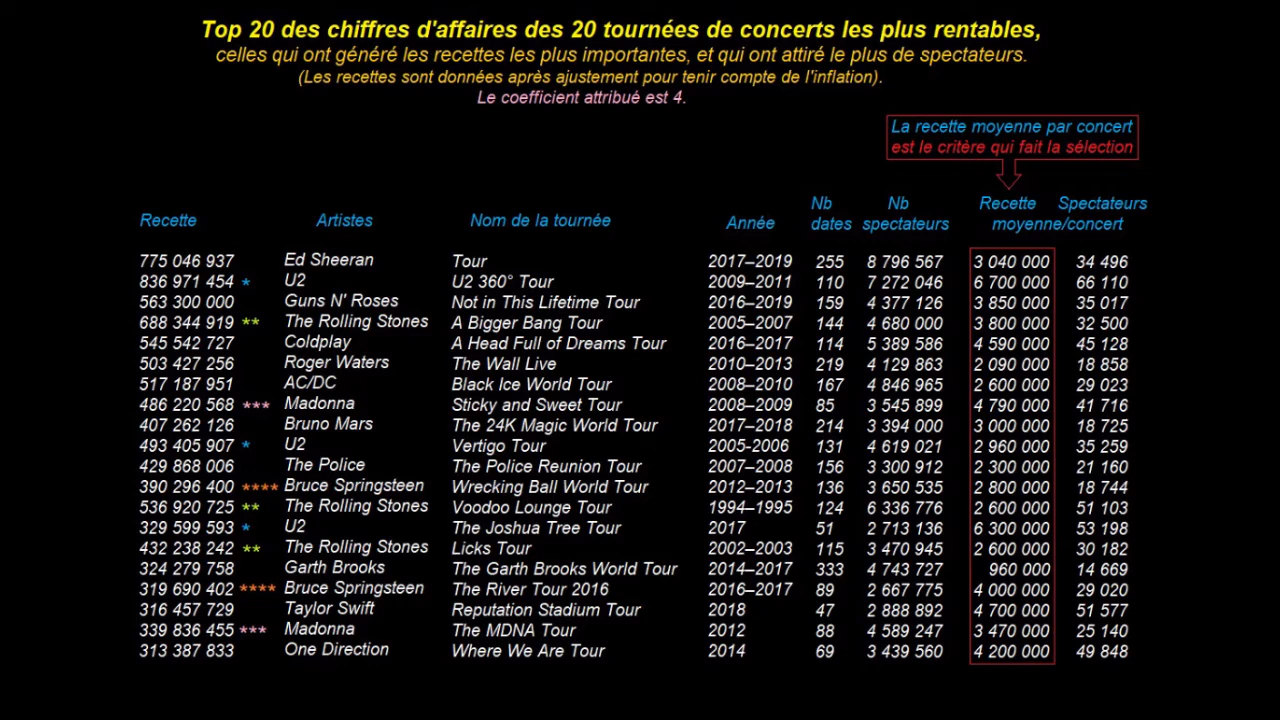 Top 20 des chiffres d'affaires des 20 tournées de concerts les plus rentables,
celles qui ont généré les recettes les plus importantes, et qui ont attiré le plus de spectateurs.
(Les recettes sont données après ajustement pour tenir compte de l'inflation).
Le coefficient attribué est 4.
La recette moyenne par concert
est le critère qui fait la sélection
Recette Artistes Nom de la tournée Année Nb dates Nb spectateurs Recette Spectateurs moyenne/concert
775 046 937 Ed Sheeran Tour 2017–2019 255 8 796 567 3 040 000 34 496
836 971 454 * U2 U2 360° Tour 2009–2011 110 7 272 046 6 700 000 66 110
563 300 000 Guns N' Roses Not in This Lifetime Tour 2016–2019 159 4 377 126 3 850 000 35 017
688 344 919 ** The Rolling Stones A Bigger Bang Tour 2005–2007 144 4 680 000 3 800 000 32 500
545 542 727 Coldplay A Head Full of Dreams Tour 2016–2017 114 5 389 586 4 590 000 45 128
503 427 256 Roger Waters The Wall Live 2010–2013 219 4 129 863 2 090 000 18 858
517 187 951 AC/DC Black Ice World Tour 2008–2010 167 4 846 965 2 600 000 29 023
486 220 568 *** Madonna Sticky and Sweet Tour 2008–2009 85 3 545 899 4 790 000 41 716
407 262 126 Bruno Mars The 24K Magic World Tour 2017–2018 214 3 394 000 3 000 000 18 725
493 405 907 * U2 Vertigo Tour 2005-2006 131 4 619 021 2 960 000 35 259
429 868 006 The Police The Police Reunion Tour 2007–2008 156 3 300 912 2 300 000 21 160
390 296 400 **** Bruce Springsteen Wrecking Ball World Tour 2012–2013 136 3 650 535 2 800 000 18 744
536 920 725 ** The Rolling Stones Voodoo Lounge Tour 1994–1995 124 6 336 776 2 600 000 51 103
329 599 593 * U2 The Joshua Tree Tour 2017 51 2 713 136 6 300 000 53 198
432 238 242 ** The Rolling Stones Licks Tour 2002–2003 115 3 470 945 2 600 000 30 182
324 279 758 Garth Brooks The Garth Brooks World Tour 2014–2017 333 4 743 727 960 000 14 669
319 690 402 **** Bruce Springsteen The River Tour 2016 2016–2017 89 2 667 775 4 000 000 29 020
316 457 729 Taylor Swift Reputation Stadium Tour 2018 47 2 888 892 4 700 000 51 577
339 836 455 *** Madonna The MDNA Tour 2012 88 4 589 247 3 470 000 25 140
313 387 833 One Direction Where We Are Tour 2014 69 3 439 560 4 200 000 49 848